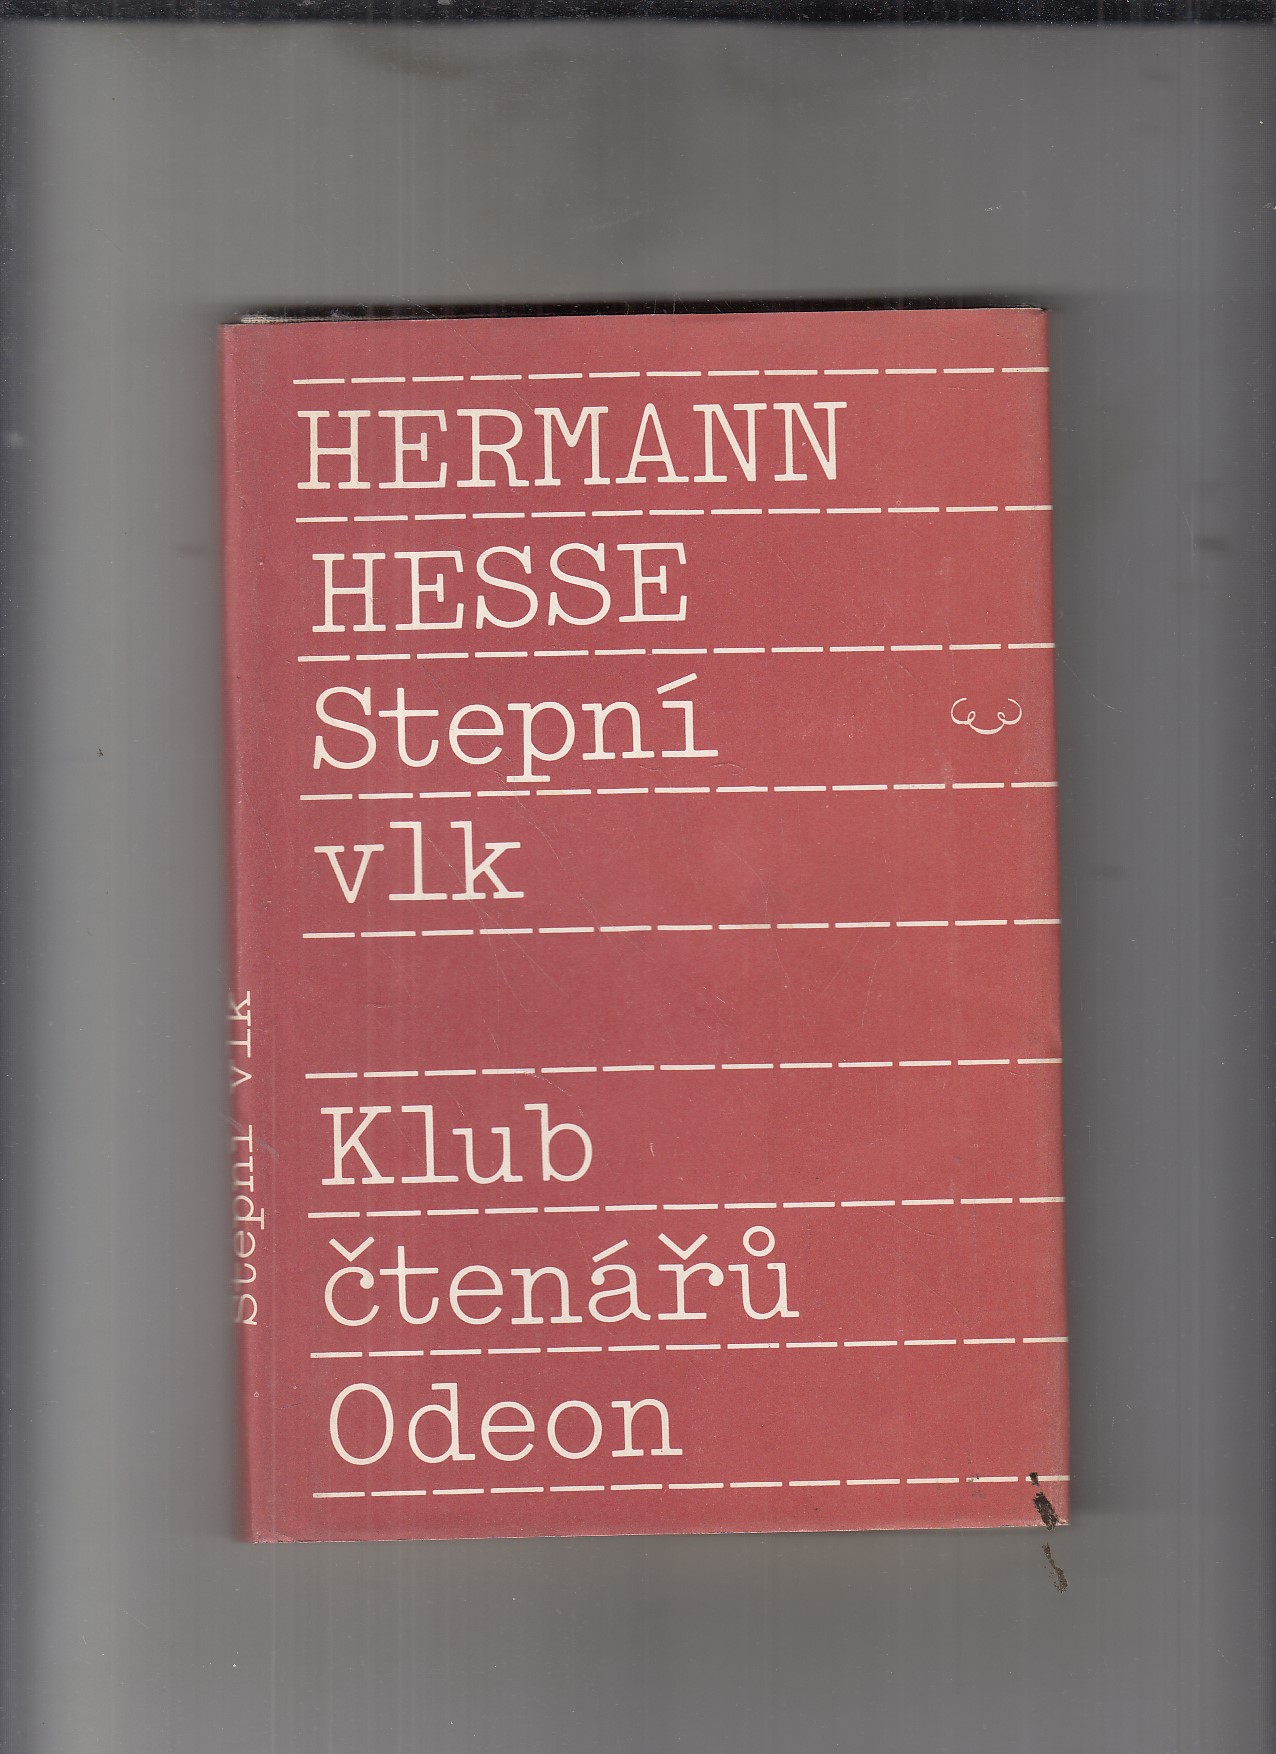 HERMANN
HESSE
Stepní
vlk
Klub
čtenářů
Odeon
Stepní vlk